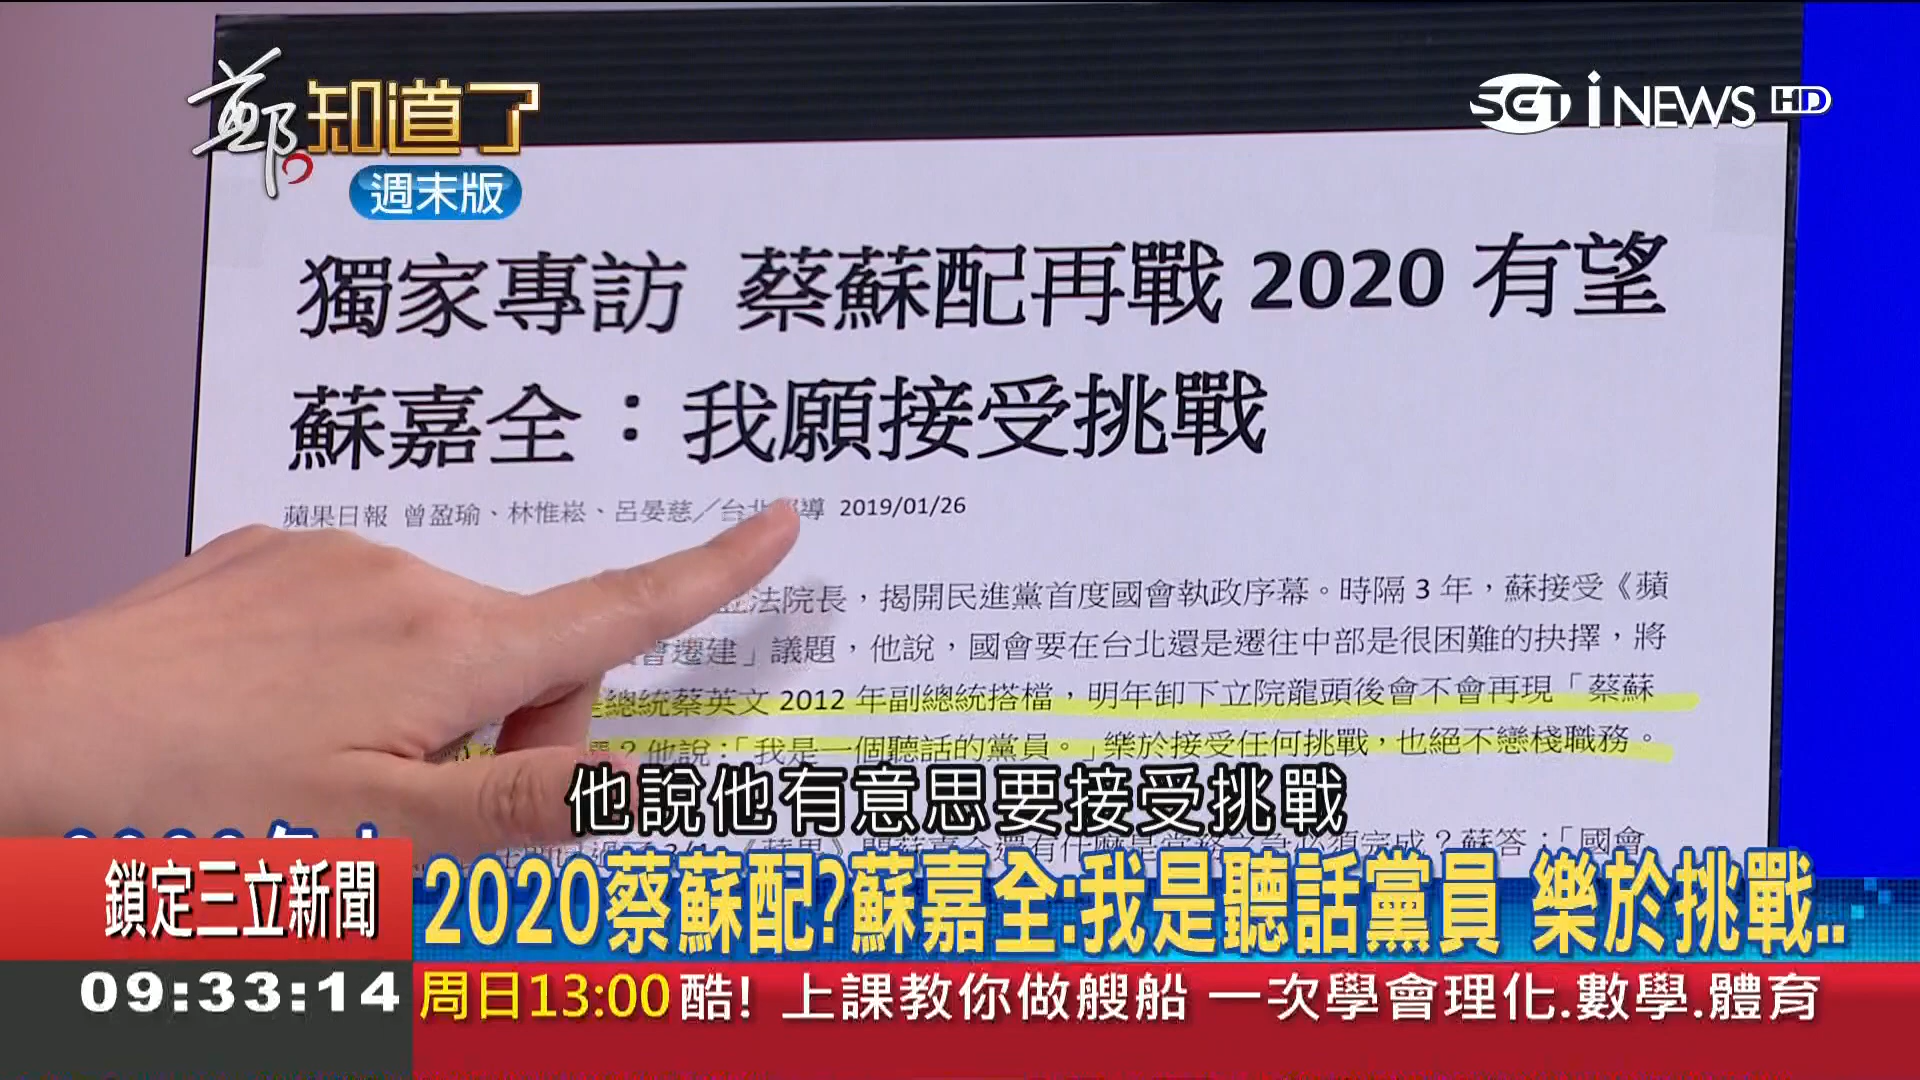 鄭知道了
週末版
SET iNEWS HD
獨家專訪 蔡蘇配再戰 2020 有望
蘇嘉全：我願接受挑戰
蘋果日報 曾盈瑜、林惟崧、呂晏慈／台北報導 2019/01/26
法院長，揭開民進黨首度國會執政序幕。時隔 3 年，蘇接受《蘋
會遷建」議題，他說，國會要在台北還是遷往中部是很困難的抉擇，將
總統蔡英文 2012 年副總統搭檔，明年卸下立院龍頭後會不會再現「蔡蘇
？他說：「我是一個聽話的黨員。」樂於接受任何挑戰，也絕不戀棧職務。
他說他有意思要接受挑戰
必須完成？蘇答：「國會
鎖定三立新聞
2020蔡蘇配?蘇嘉全:我是聽話黨員 樂於挑戰..
09:33:14
周日13:00酷! 上課教你做艘船 一次學會理化.數學.體育